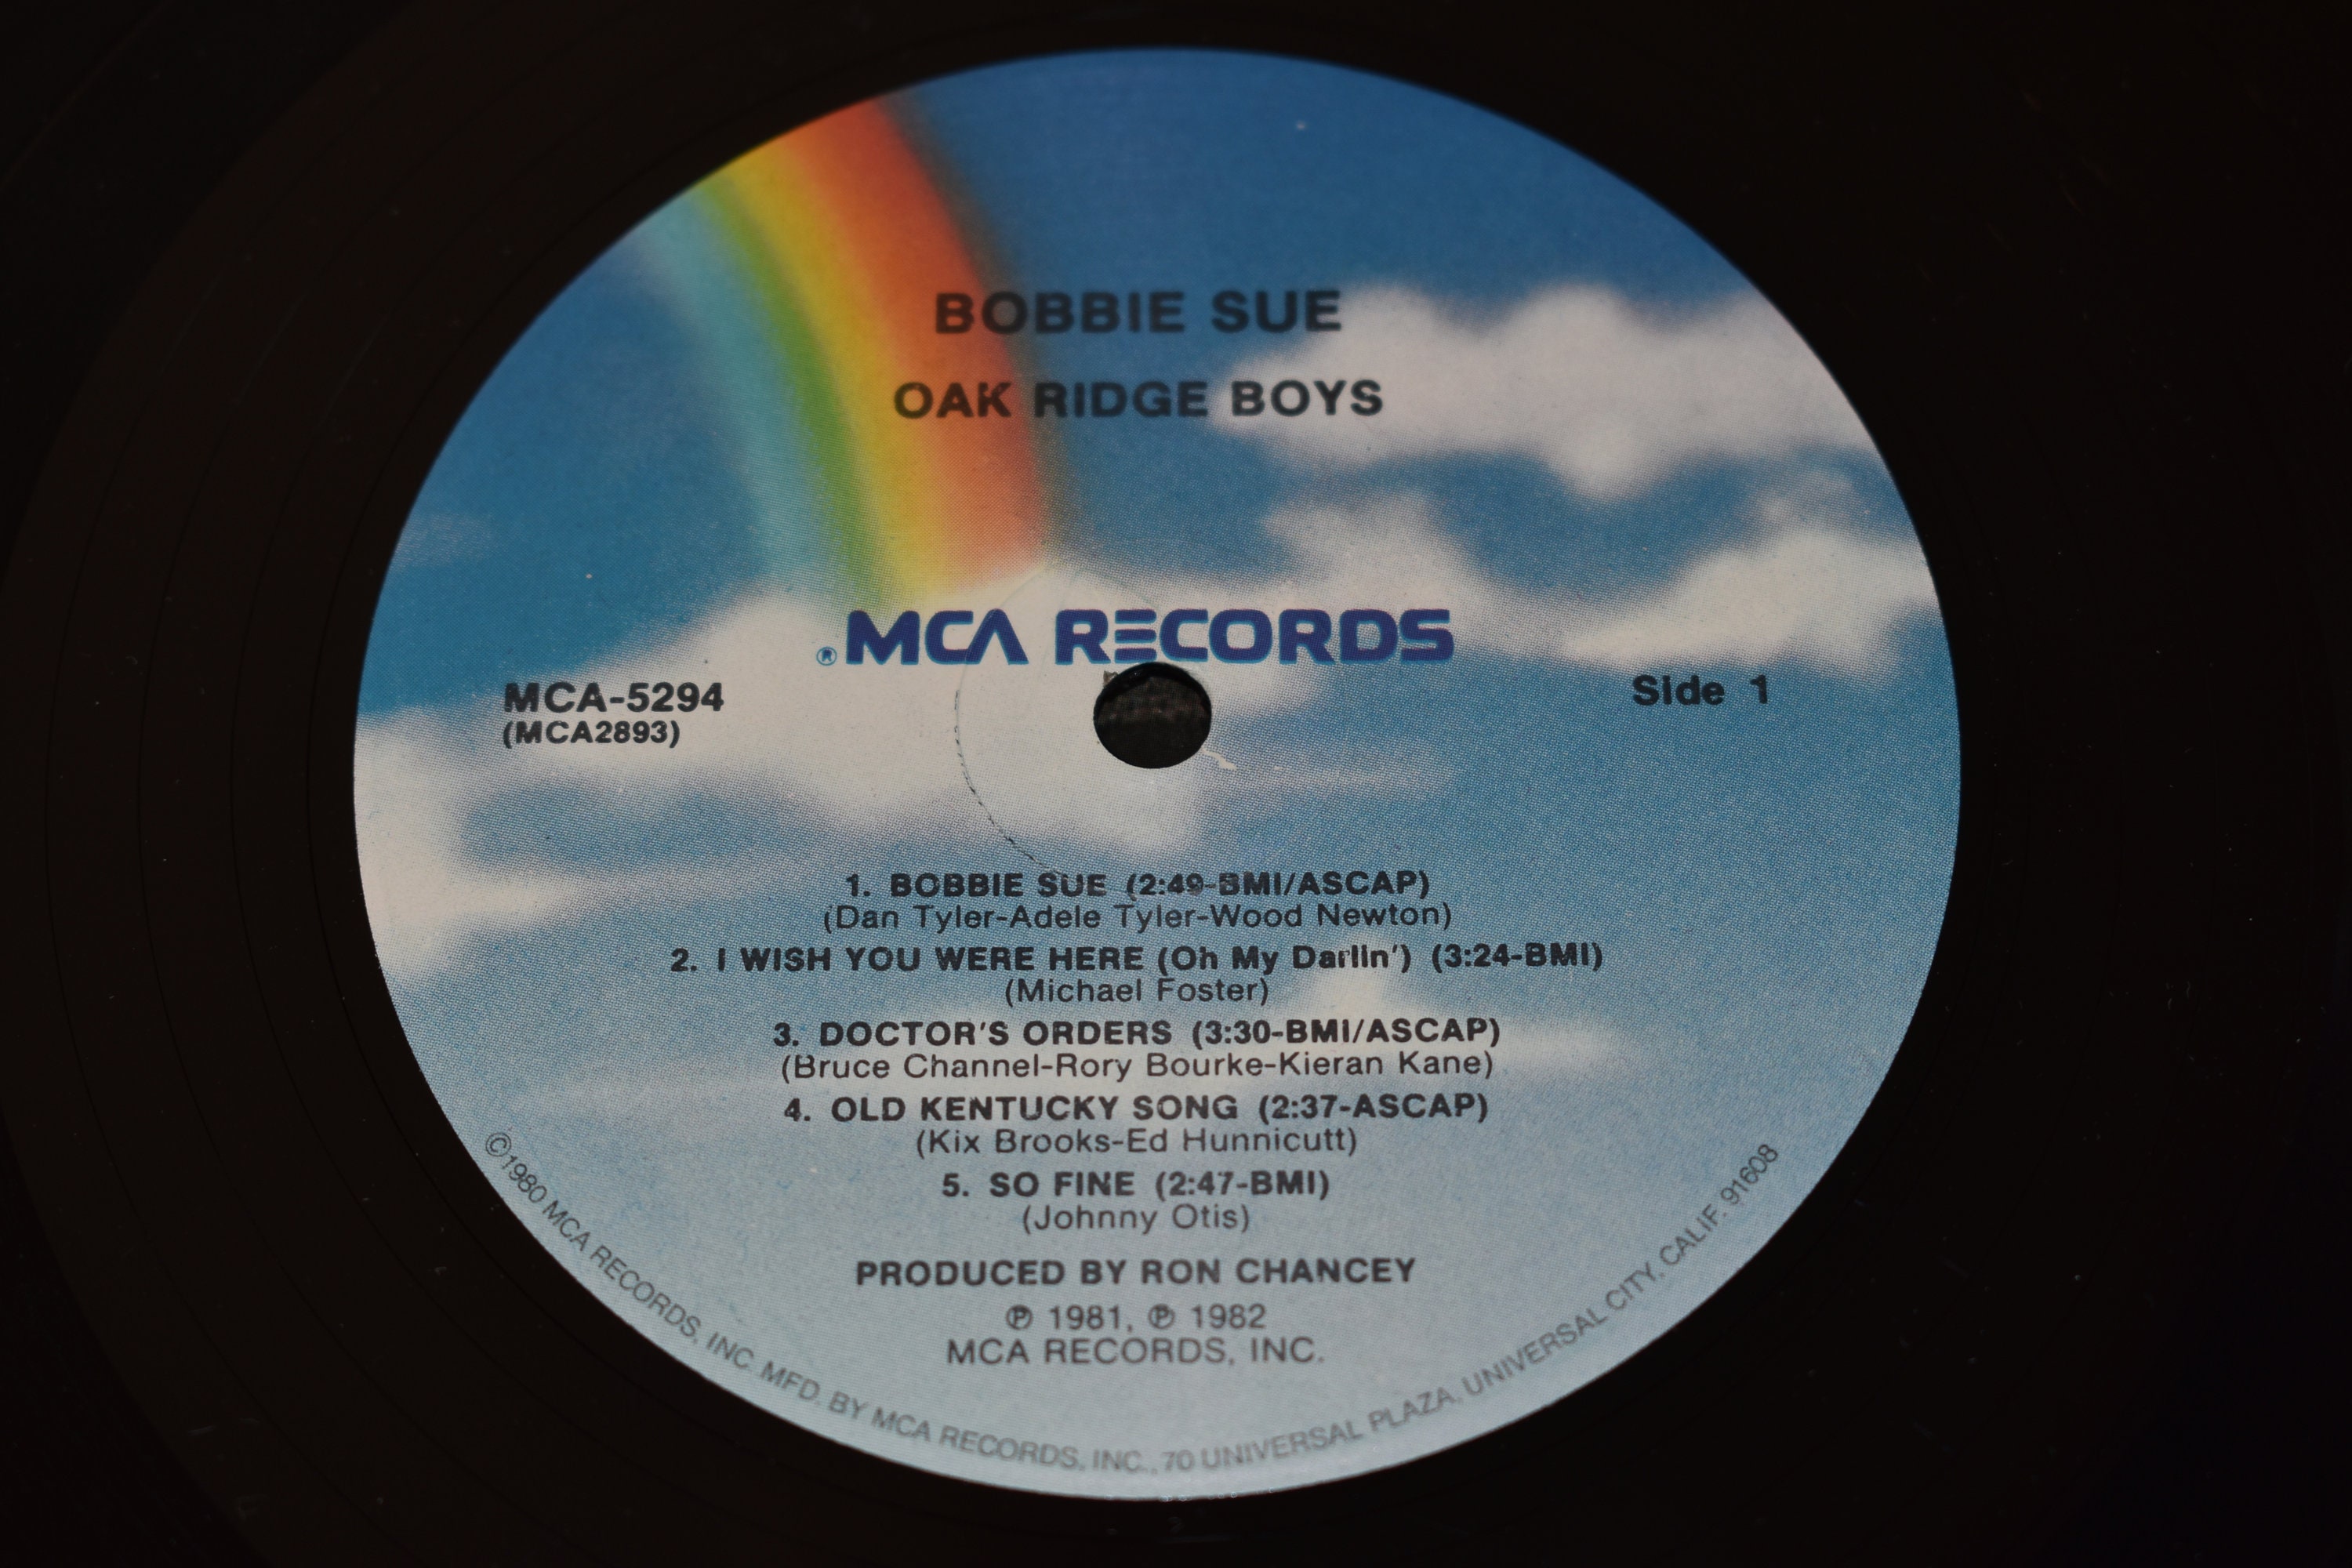 BOBBIE SUE
OAK RIDGE BOYS
® MCA RECORDS
MCA-5294
(MCA2893)
Side 1
1. BOBBIE SUE (2:49-BMI/ASCAP)
(Dan Tyler-Adele Tyler-Wood Newton)
2. I WISH YOU WERE HERE (Oh My Darlin') (3:24-BMI)
(Michael Foster)
3. DOCTOR'S ORDERS (3:30-BMI/ASCAP)
(Bruce Channel-Rory Bourke-Kieran Kane)
4. OLD KENTUCKY SONG (2:37-ASCAP)
(Kix Brooks-Ed Hunnicutt)
5. SO FINE (2:47-BMI)
(Johnny Otis)
PRODUCED BY RON CHANCEY
℗ 1981, ℗ 1982
MCA RECORDS, INC.
©1980 MCA RECORDS, INC. MFD. BY MCA RECORDS, INC., 70 UNIVERSAL PLAZA, UNIVERSAL CITY, CALIF. 91608